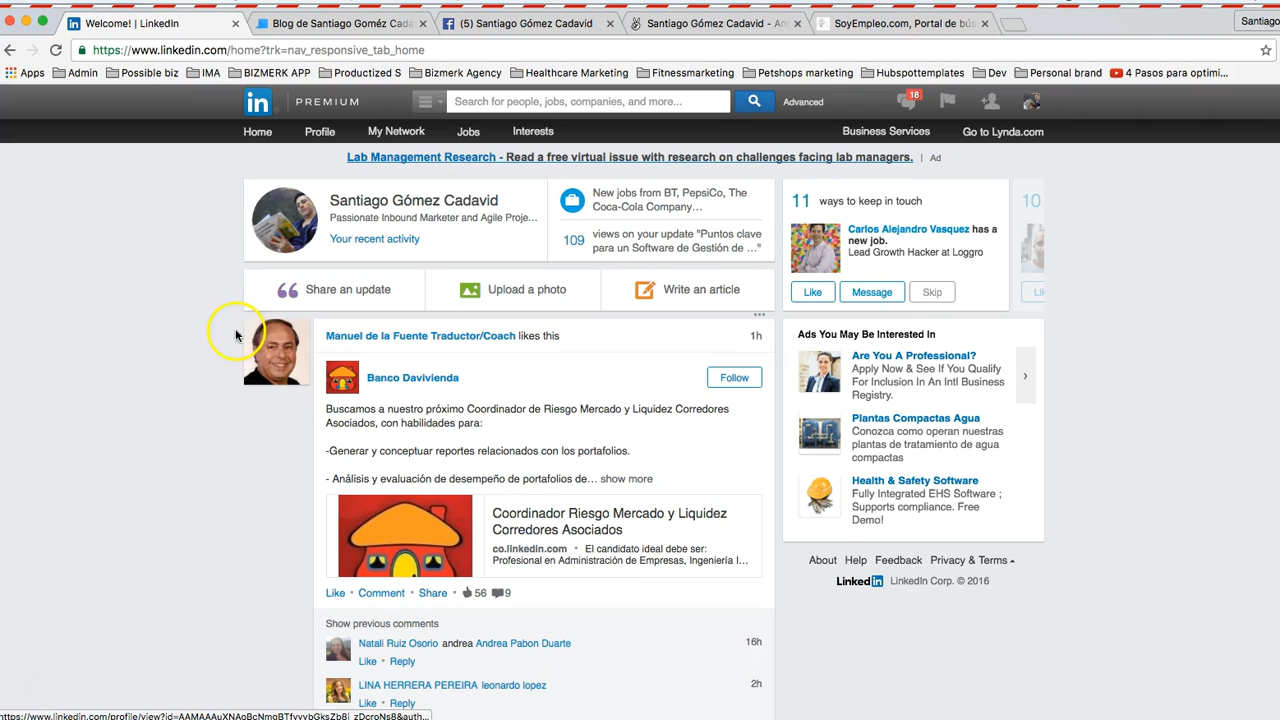 Welcome! | LinkedIn
Blog de Santiago Goméz Cada
(5) Santiago Gómez Cadavid
Santiago Gómez Cadavid - An
SoyEmpleo.com, Portal de bús
Santiago
https://www.linkedin.com/home?trk=nav_responsive_tab_home
Apps Admin Possible biz IMA BIZMERK APP Productized S Bizmerk Agency Healthcare Marketing Fitnessmarketing Petshops marketing Hubspottemplates Dev Personal brand 4 Pasos para optimi...
in PREMIUM
Search for people, jobs, companies, and more...
Advanced
18
Home Profile My Network Jobs Interests Business Services Go to Lynda.com
Lab Management Research - Read a free virtual issue with research on challenges facing lab managers. | Ad
Santiago Gómez Cadavid
Passionate Inbound Marketer and Agile Proje...
Your recent activity
New jobs from BT, PepsiCo, The
Coca-Cola Company...
109 views on your update "Puntos clave
para un Software de Gestión de ..."
11 ways to keep in touch
10
Carlos Alejandro Vasquez has a
new job.
Lead Growth Hacker at Loggro
Like Message Skip
Share an update Upload a photo Write an article
Manuel de la Fuente Traductor/Coach likes this 1h
Banco Davivienda
Follow
Buscamos a nuestro próximo Coordinador de Riesgo Mercado y Liquidez Corredores
Asociados, con habilidades para:
-Generar y conceptuar reportes relacionados con los portafolios.
- Análisis y evaluación de desempeño de portafolios de... show more
Coordinador Riesgo Mercado y Liquidez
Corredores Asociados
co.linkedin.com • El candidato ideal debe ser:
Profesional en Administración de Empresas, Ingeniería I...
Like • Comment • Share • 56 9
Show previous comments
Natali Ruiz Osorio andrea Andrea Pabon Duarte 16h
Like • Reply
LINA HERRERA PEREIRA leonardo lopez 2h
Like • Reply
Ads You May Be Interested In
Are You A Professional?
Apply Now & See If You Qualify
For Inclusion In An Intl Business
Registry.
Plantas Compactas Agua
Conozca como operan nuestras
plantas de tratamiento de agua
compactas
Health & Safety Software
Fully Integrated EHS Software ;
Supports compliance. Free
Demo!
About Help Feedback Privacy & Terms
Linked in LinkedIn Corp. © 2016